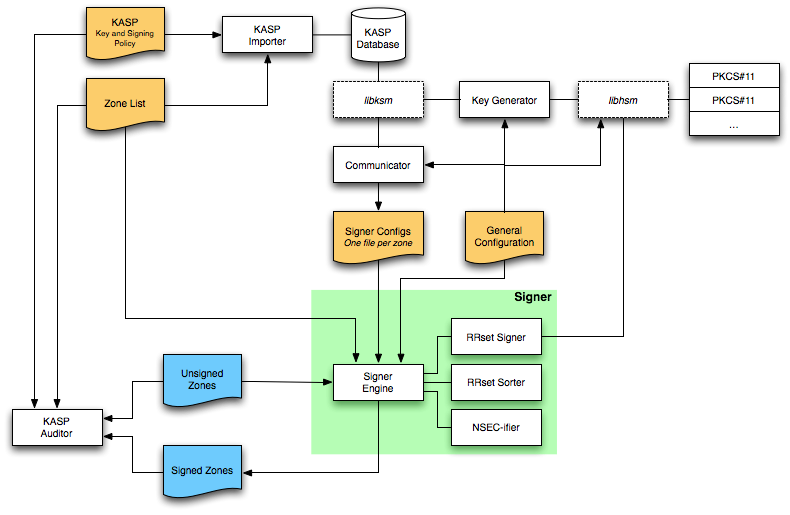 KASP
Key and Signing
Policy
KASP
Importer
KASP
Database
Zone List
libksm
Key Generator
libhsm
PKCS#11
PKCS#11
...
Communicator
Signer Configs
One file per zone
General
Configuration
Signer
RRset Signer
Unsigned
Zones
Signer
Engine
RRset Sorter
KASP
Auditor
NSEC-ifier
Signed Zones